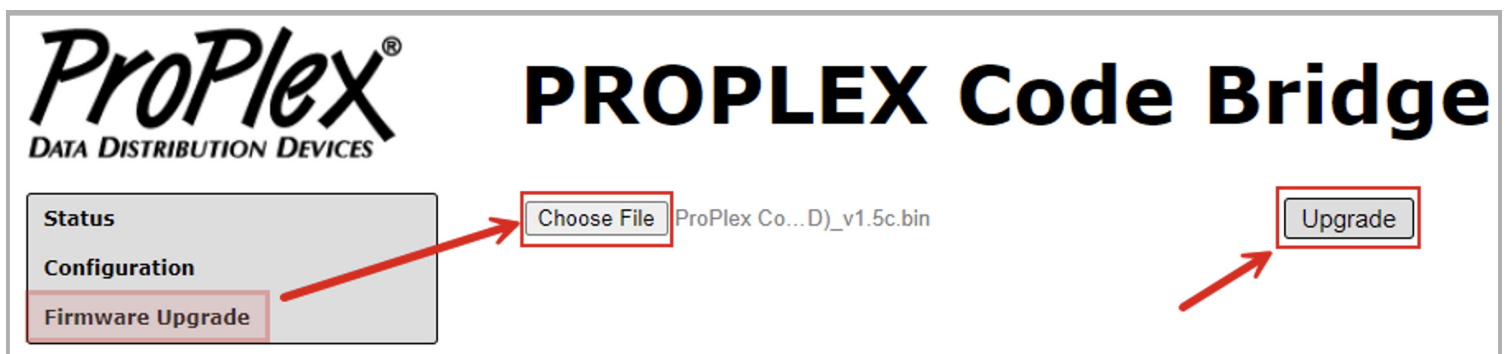 ProPlex®
DATA DISTRIBUTION DEVICES
PROPLEX Code Bridge
Status
Configuration
Firmware Upgrade
Choose File ProPlex Co...D)_v1.5c.bin
Upgrade